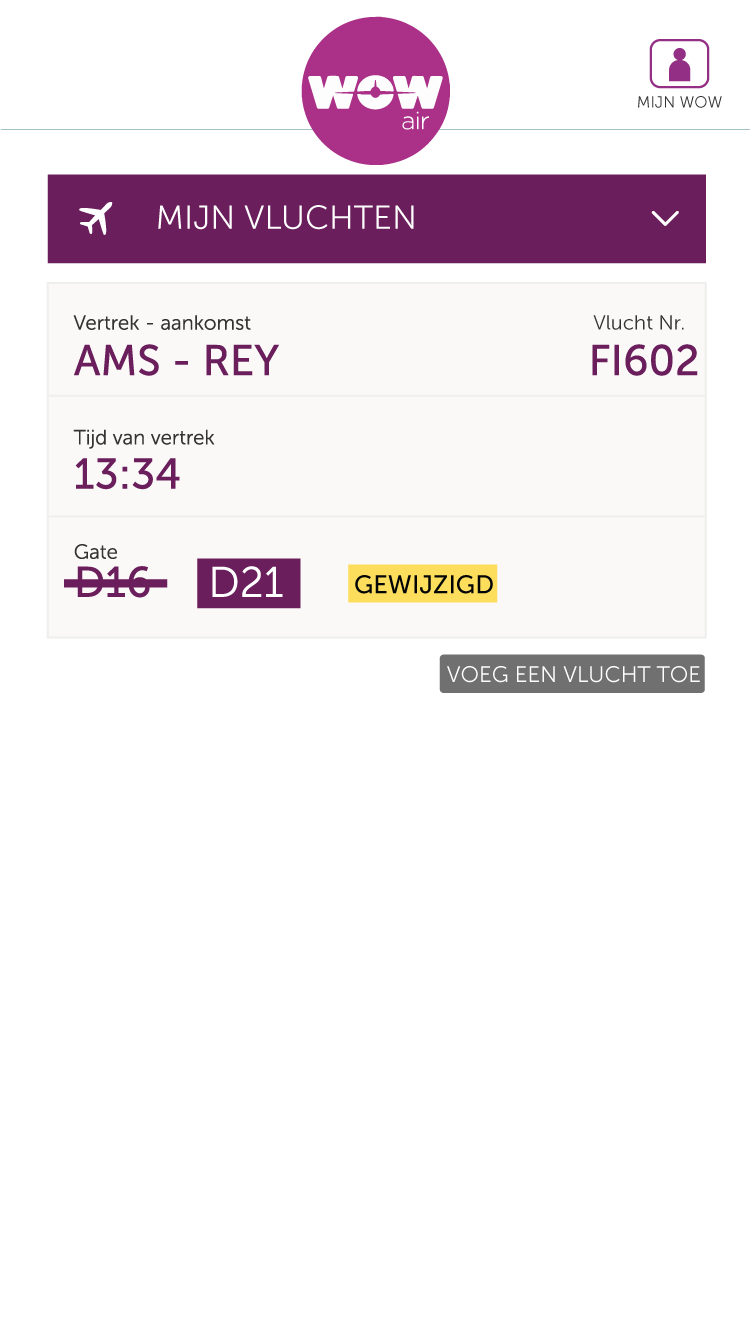 wow
air
MIJN WOW
MIJN VLUCHTEN
Vertrek - aankomst
Vlucht Nr.
AMS - REY
FI602
Tijd van vertrek
13:34
Gate
D16 D21 GEWIJZIGD
VOEG EEN VLUCHT TOE